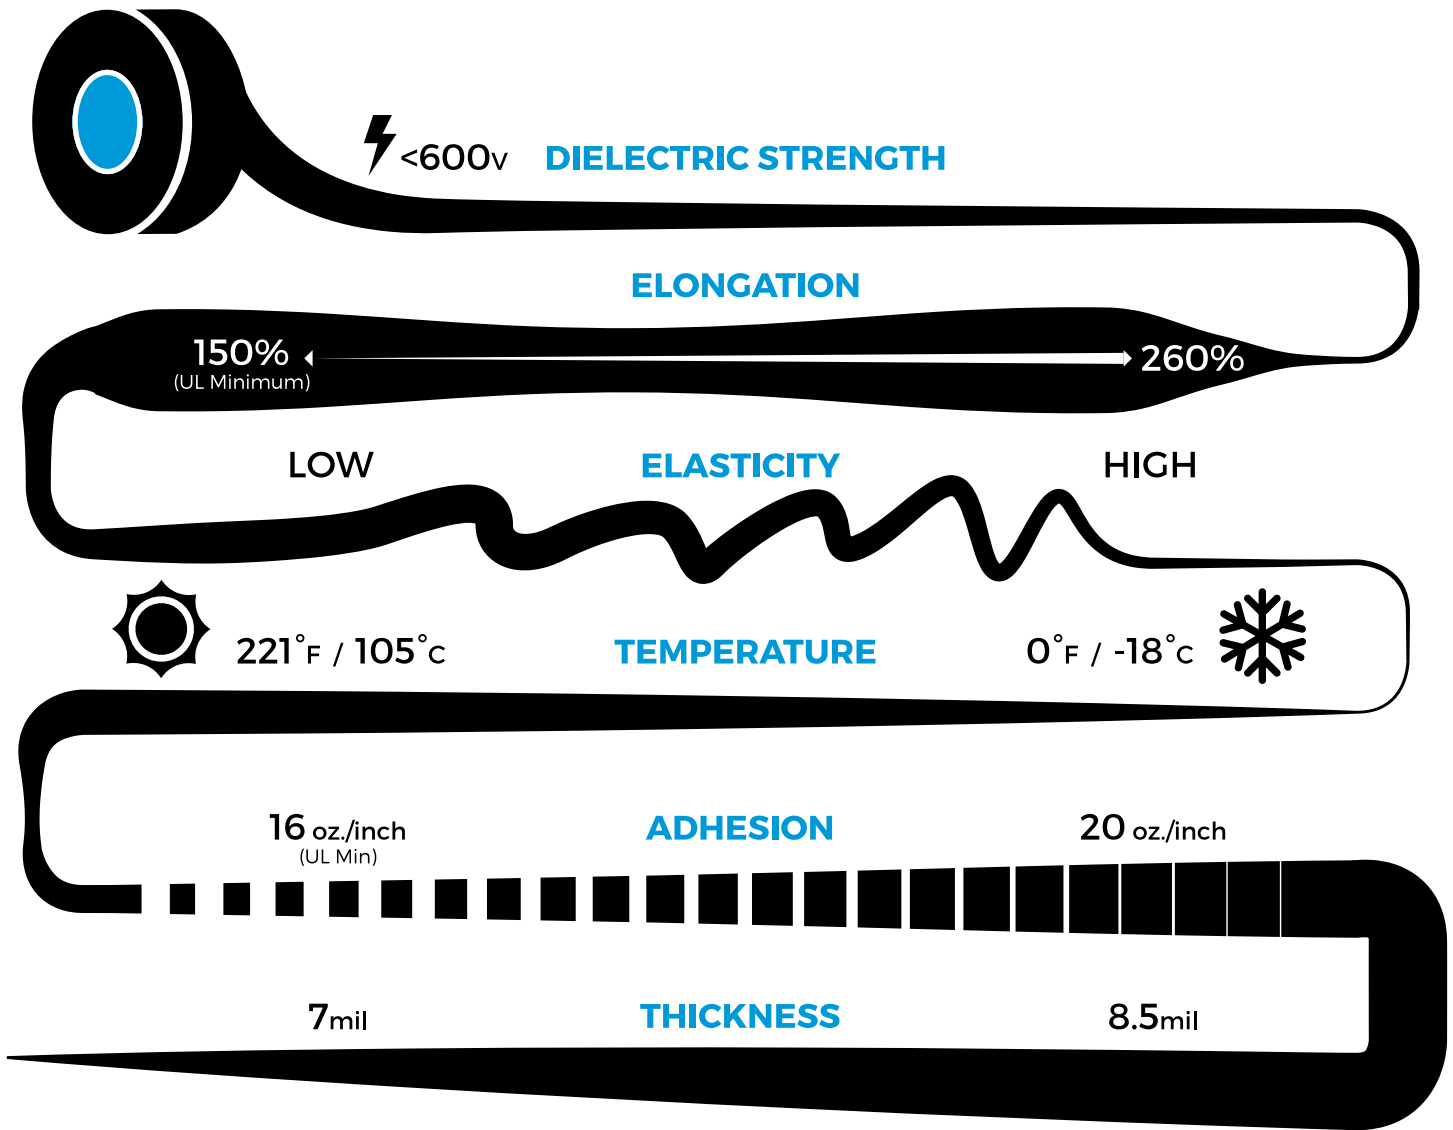 <600V DIELECTRIC STRENGTH
ELONGATION
150% 260%
(UL Minimum)
LOW ELASTICITY HIGH
221°F / 105°C TEMPERATURE 0°F / -18°C
16 oz./inch ADHESION 20 oz./inch
(UL Min)
7mil THICKNESS 8.5mil